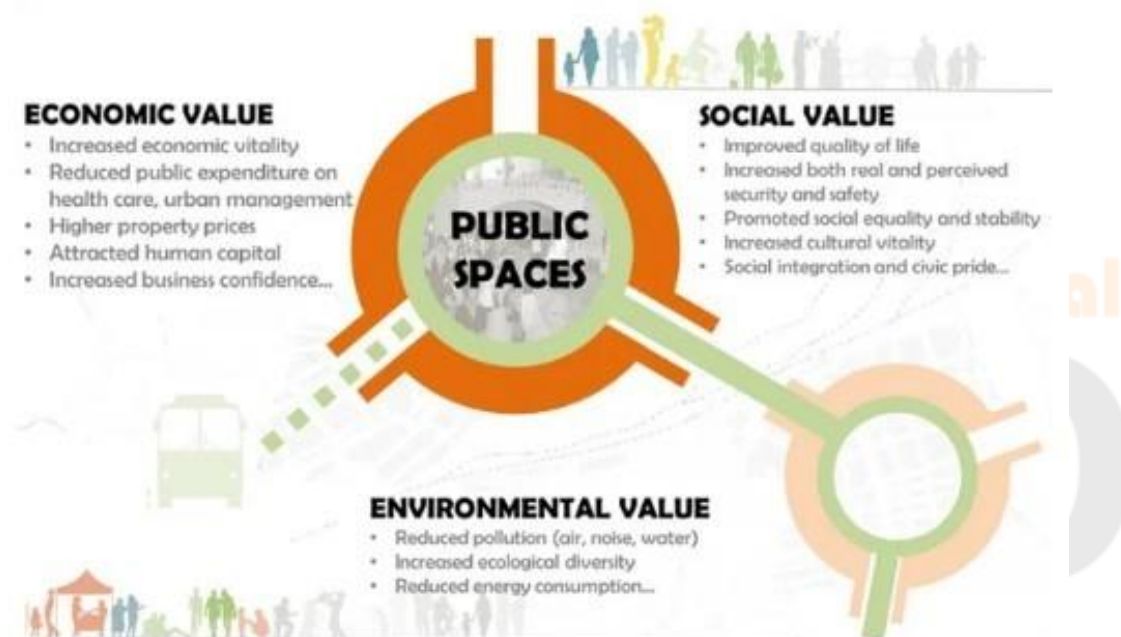 ECONOMIC VALUE
• Increased economic vitality
• Reduced public expenditure on
health care, urban management
• Higher property prices
• Attracted human capital
• Increased business confidence...
PUBLIC
SPACES
SOCIAL VALUE
• Improved quality of life
• Increased both real and perceived
security and safety
• Promoted social equality and stability
• Increased cultural vitality
• Social integration and civic pride...
al
ENVIRONMENTAL VALUE
• Reduced pollution (air, noise, water)
• Increased ecological diversity
• Reduced energy consumption...